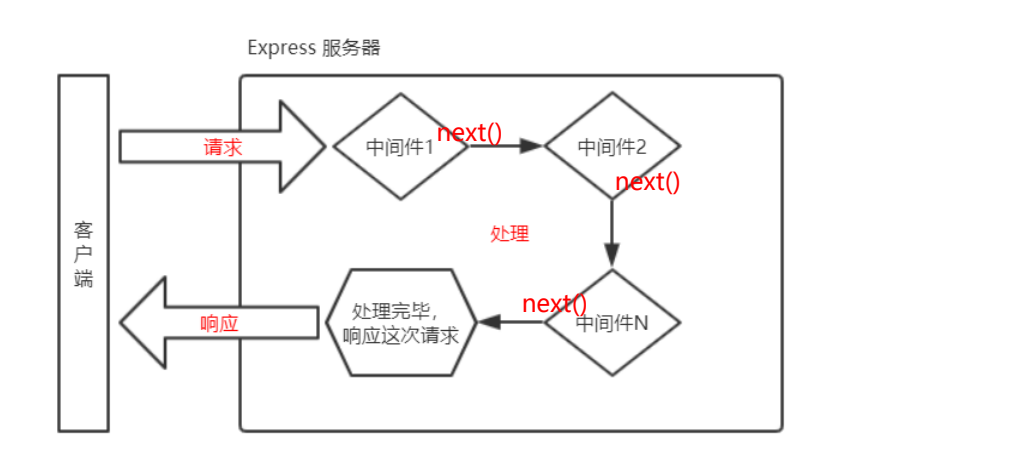 Express 服务器
客
户
端
请求
中间件1
next()
中间件2
next()
处理
响应
处理完毕，
响应这次请求
next()
中间件N